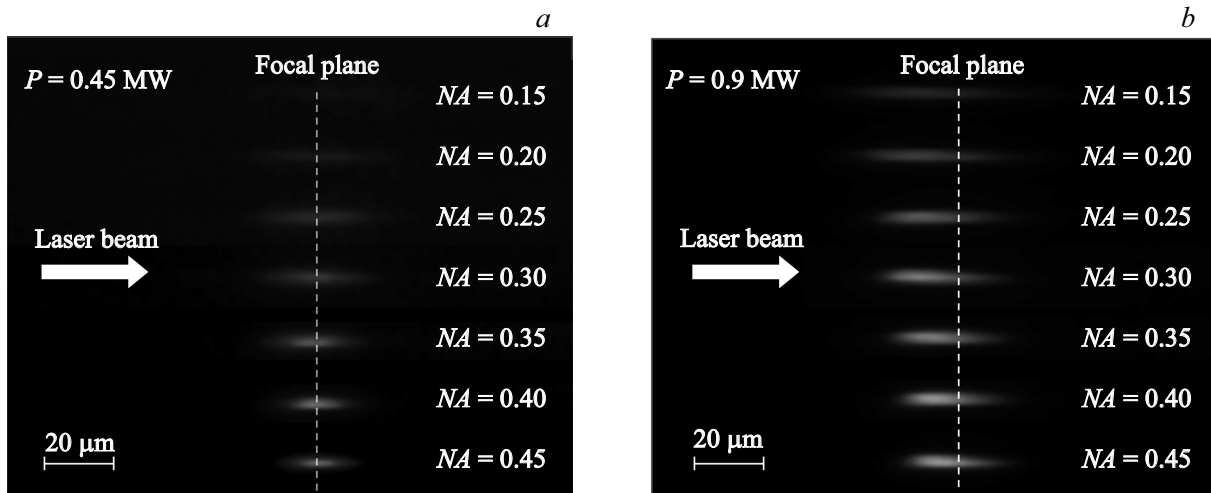 a
P = 0.45 MW
Focal plane
NA = 0.15
NA = 0.20
NA = 0.25
Laser beam
NA = 0.30
NA = 0.35
NA = 0.40
20 μm
NA = 0.45
b
P = 0.9 MW
Focal plane
NA = 0.15
NA = 0.20
NA = 0.25
Laser beam
NA = 0.30
NA = 0.35
NA = 0.40
20 μm
NA = 0.45